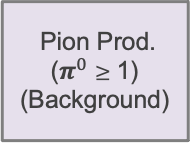 Pion Prod.
(π⁰ ≥ 1)
(Background)